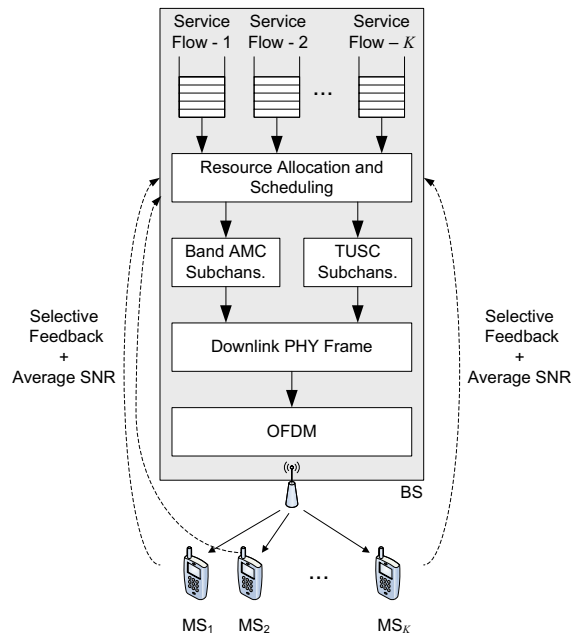 Service
Flow - 1
Service
Flow - 2
Service
Flow – K
...
Resource Allocation and
Scheduling
Band AMC
Subchans.
TUSC
Subchans.
Selective
Feedback
+
Average SNR
Selective
Feedback
+
Average SNR
Downlink PHY Frame
OFDM
BS
...
MS₁
MS₂
MS_K